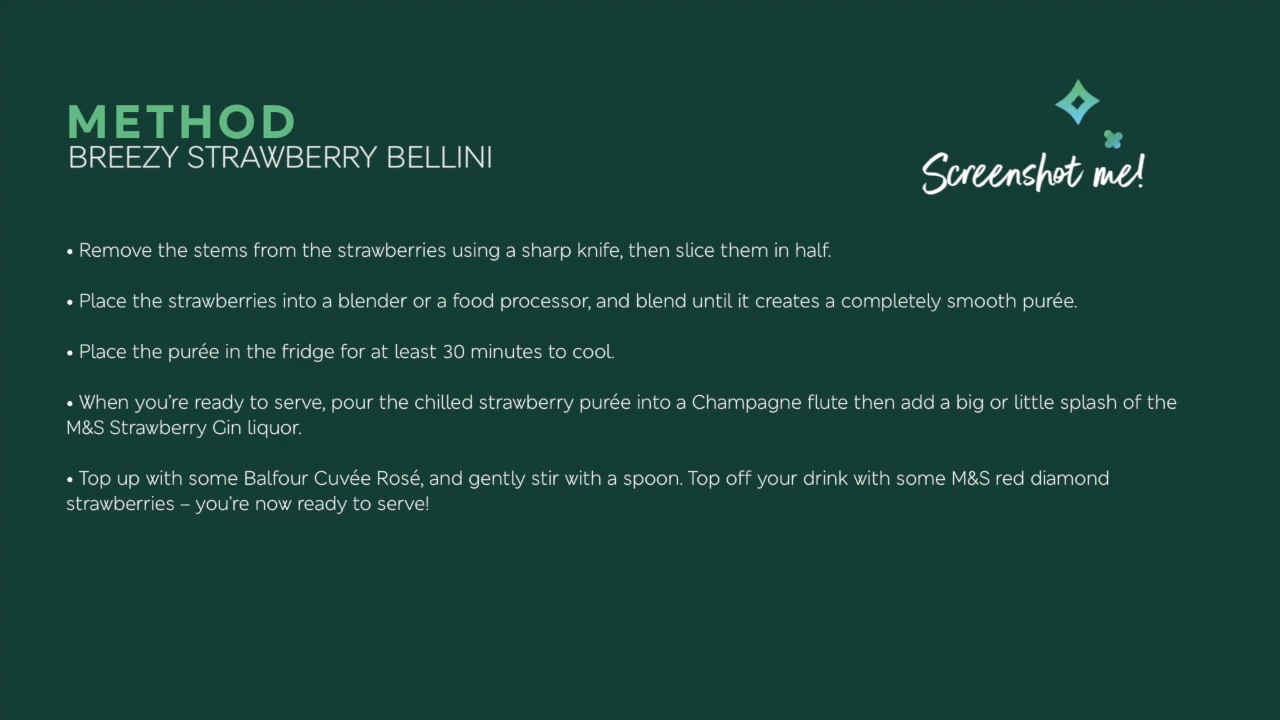 METHOD
BREEZY STRAWBERRY BELLINI
Screenshot me!
• Remove the stems from the strawberries using a sharp knife, then slice them in half.
• Place the strawberries into a blender or a food processor, and blend until it creates a completely smooth purée.
• Place the purée in the fridge for at least 30 minutes to cool.
• When you’re ready to serve, pour the chilled strawberry purée into a Champagne flute then add a big or little splash of the
M&S Strawberry Gin liquor.
• Top up with some Balfour Cuvée Rosé, and gently stir with a spoon. Top off your drink with some M&S red diamond
strawberries – you’re now ready to serve!